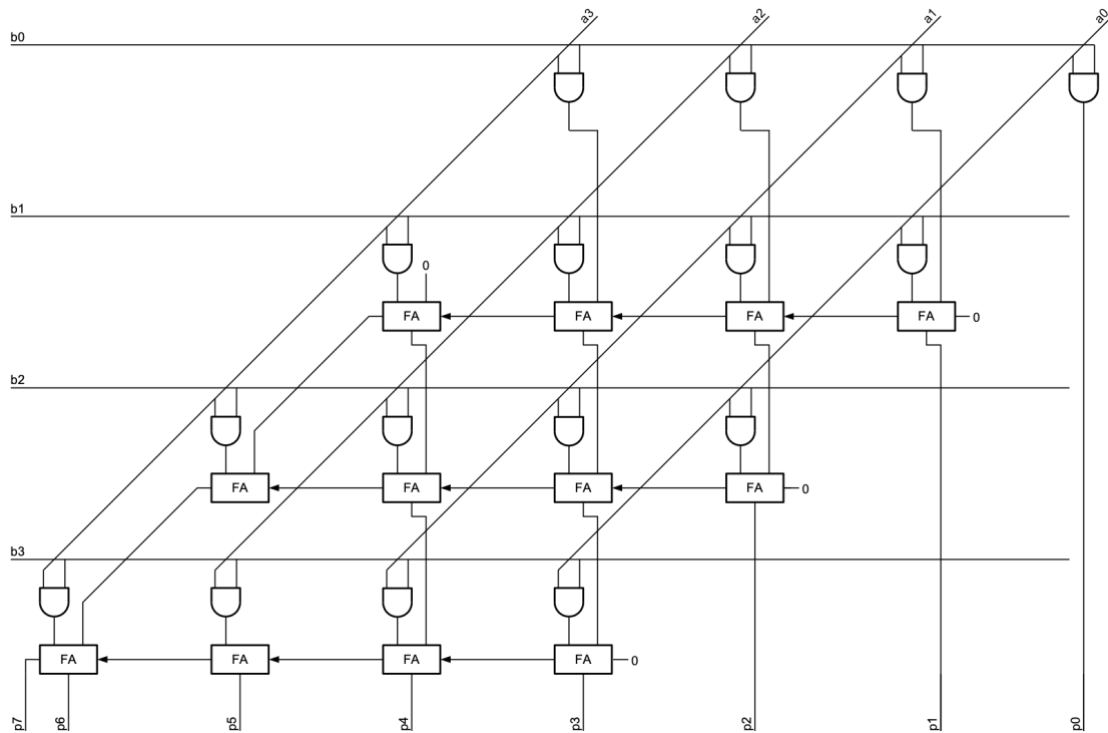 a3 a2 a1 a0
b0
b1
0
FA FA FA FA 0
b2
FA FA FA FA 0
b3
FA FA FA FA 0
p7 p6 p5 p4 p3 p2 p1 p0